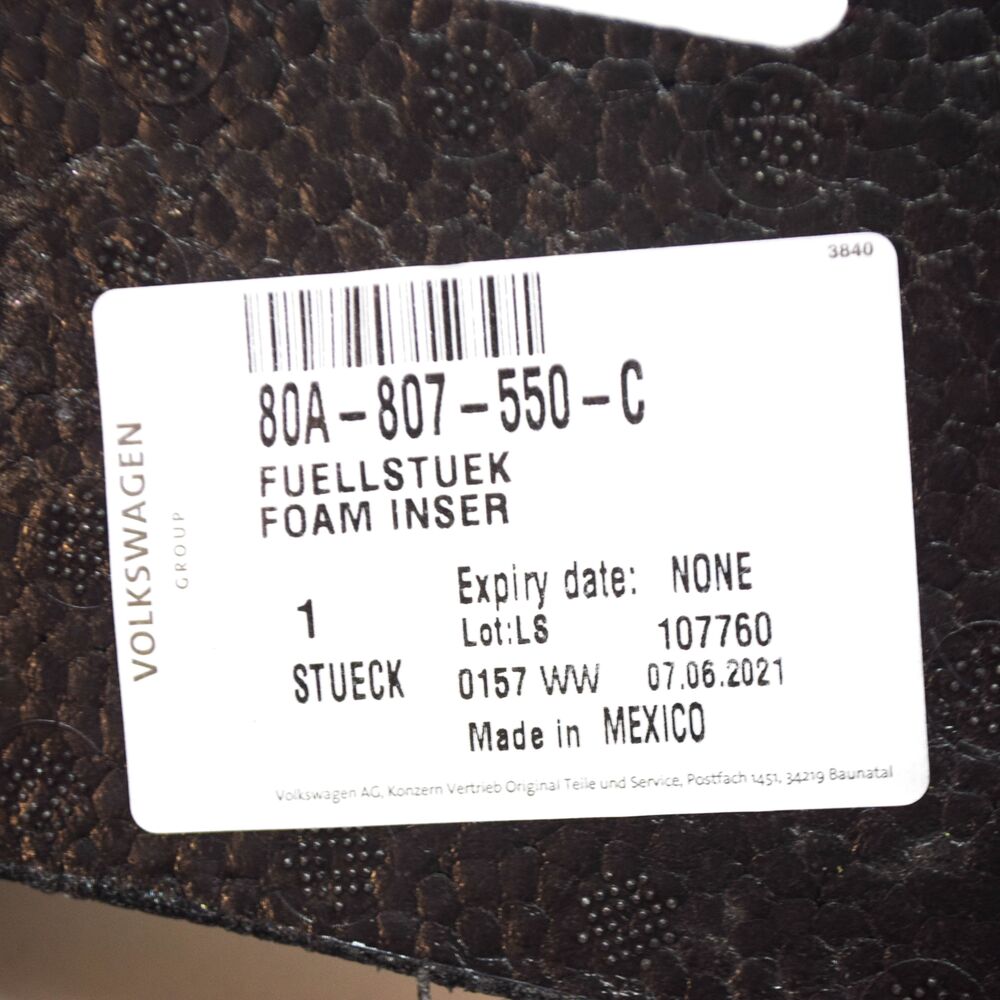 3840
80A-807-550-C
FUELLSTUEK
FOAM INSER
VOLKSWAGEN
GROUP
Expiry date: NONE
1 Lot:LS 107760
STUECK 0157 WW 07.06.2021
Made in MEXICO
Volkswagen AG, Konzern Vertrieb Original Teile und Service, Postfach 1451, 34219 Baunatal